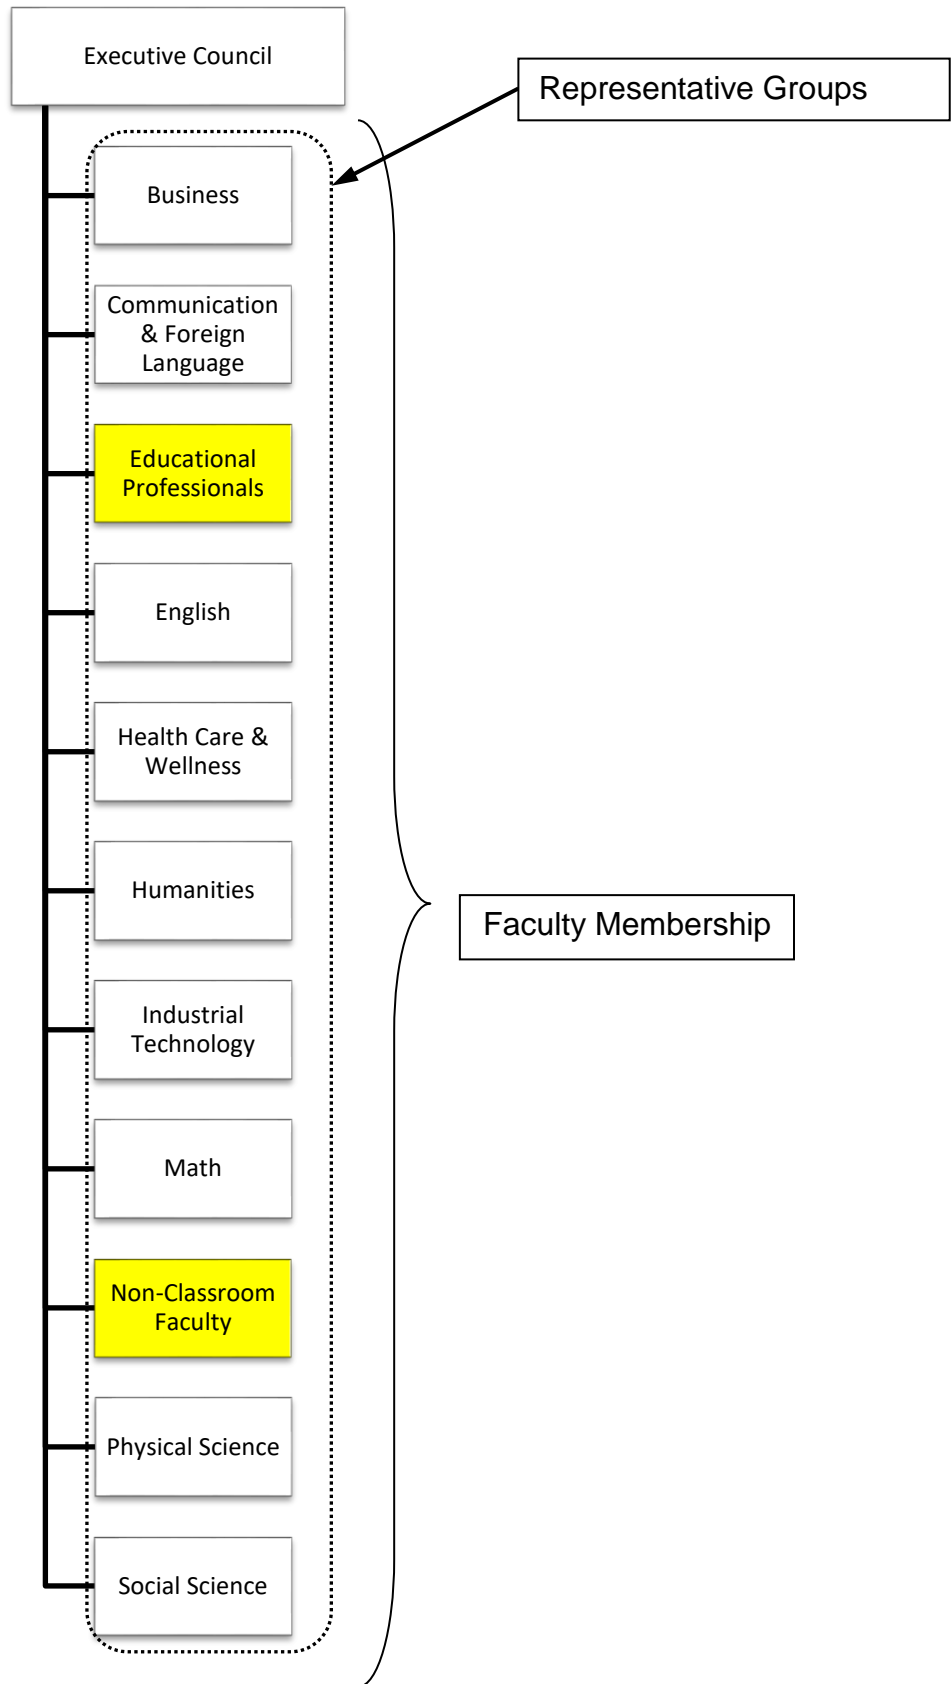 Executive Council
Representative Groups
Business
Communication
& Foreign
Language
Educational
Professionals
English
Health Care &
Wellness
Humanities
Faculty Membership
Industrial
Technology
Math
Non-Classroom
Faculty
Physical Science
Social Science